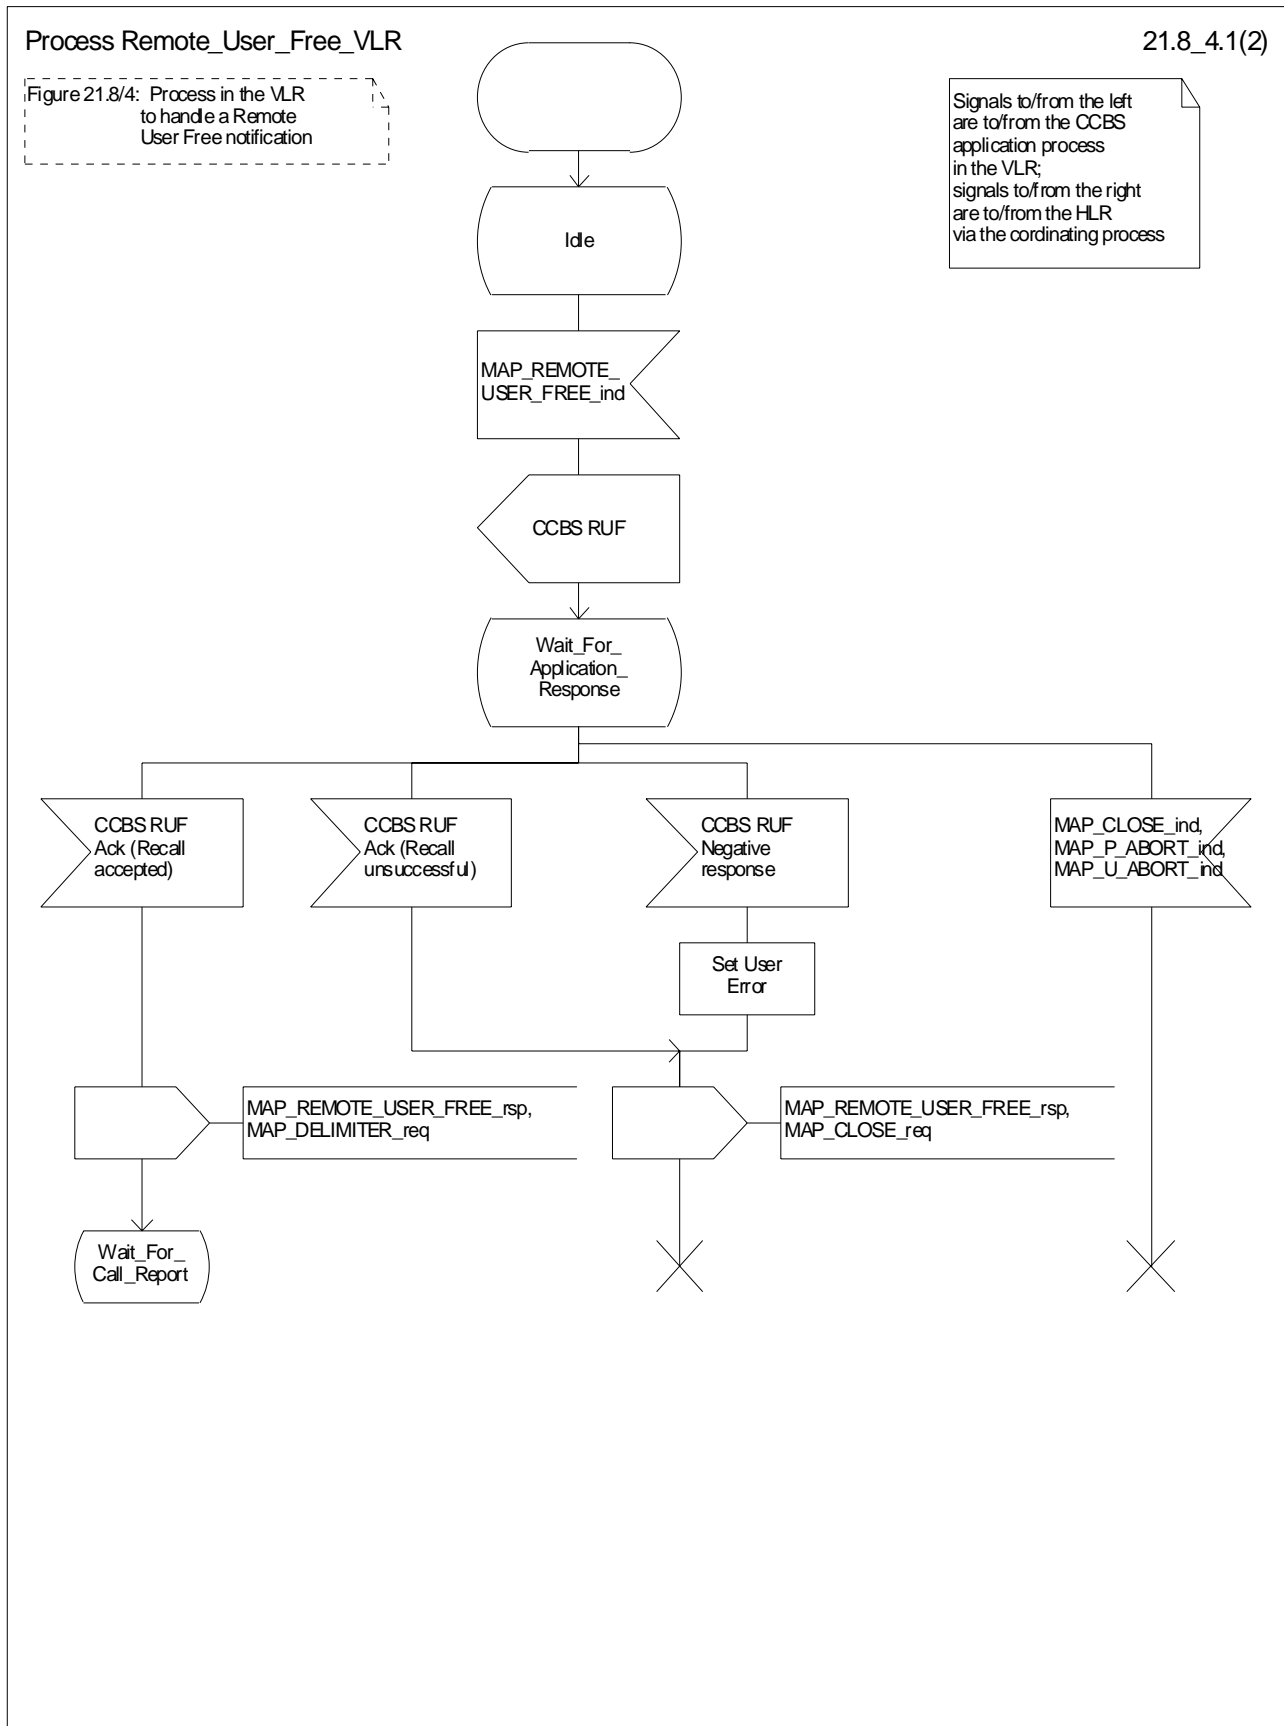 Process Remote_User_Free_VLR
21.8_4.1(2)
Figure 21.8/4: Process in the VLR
to handle a Remote
User Free notification
Signals to/from the left
are to/from the CCBS
application process
in the VLR;
signals to/from the right
are to/from the HLR
via the cordinating process
Idle
MAP_REMOTE_
USER_FREE_ind
CCBS RUF
Wait_For_
Application_
Response
CCBS RUF
Ack (Recall
accepted)
CCBS RUF
Ack (Recall
unsuccessful)
CCBS RUF
Negative
response
MAP_CLOSE_ind,
MAP_P_ABORT_ind,
MAP_U_ABORT_ind
Set User
Error
MAP_REMOTE_USER_FREE_rsp,
MAP_DELIMITER_req
MAP_REMOTE_USER_FREE_rsp,
MAP_CLOSE_req
Wait_For_
Call_Report